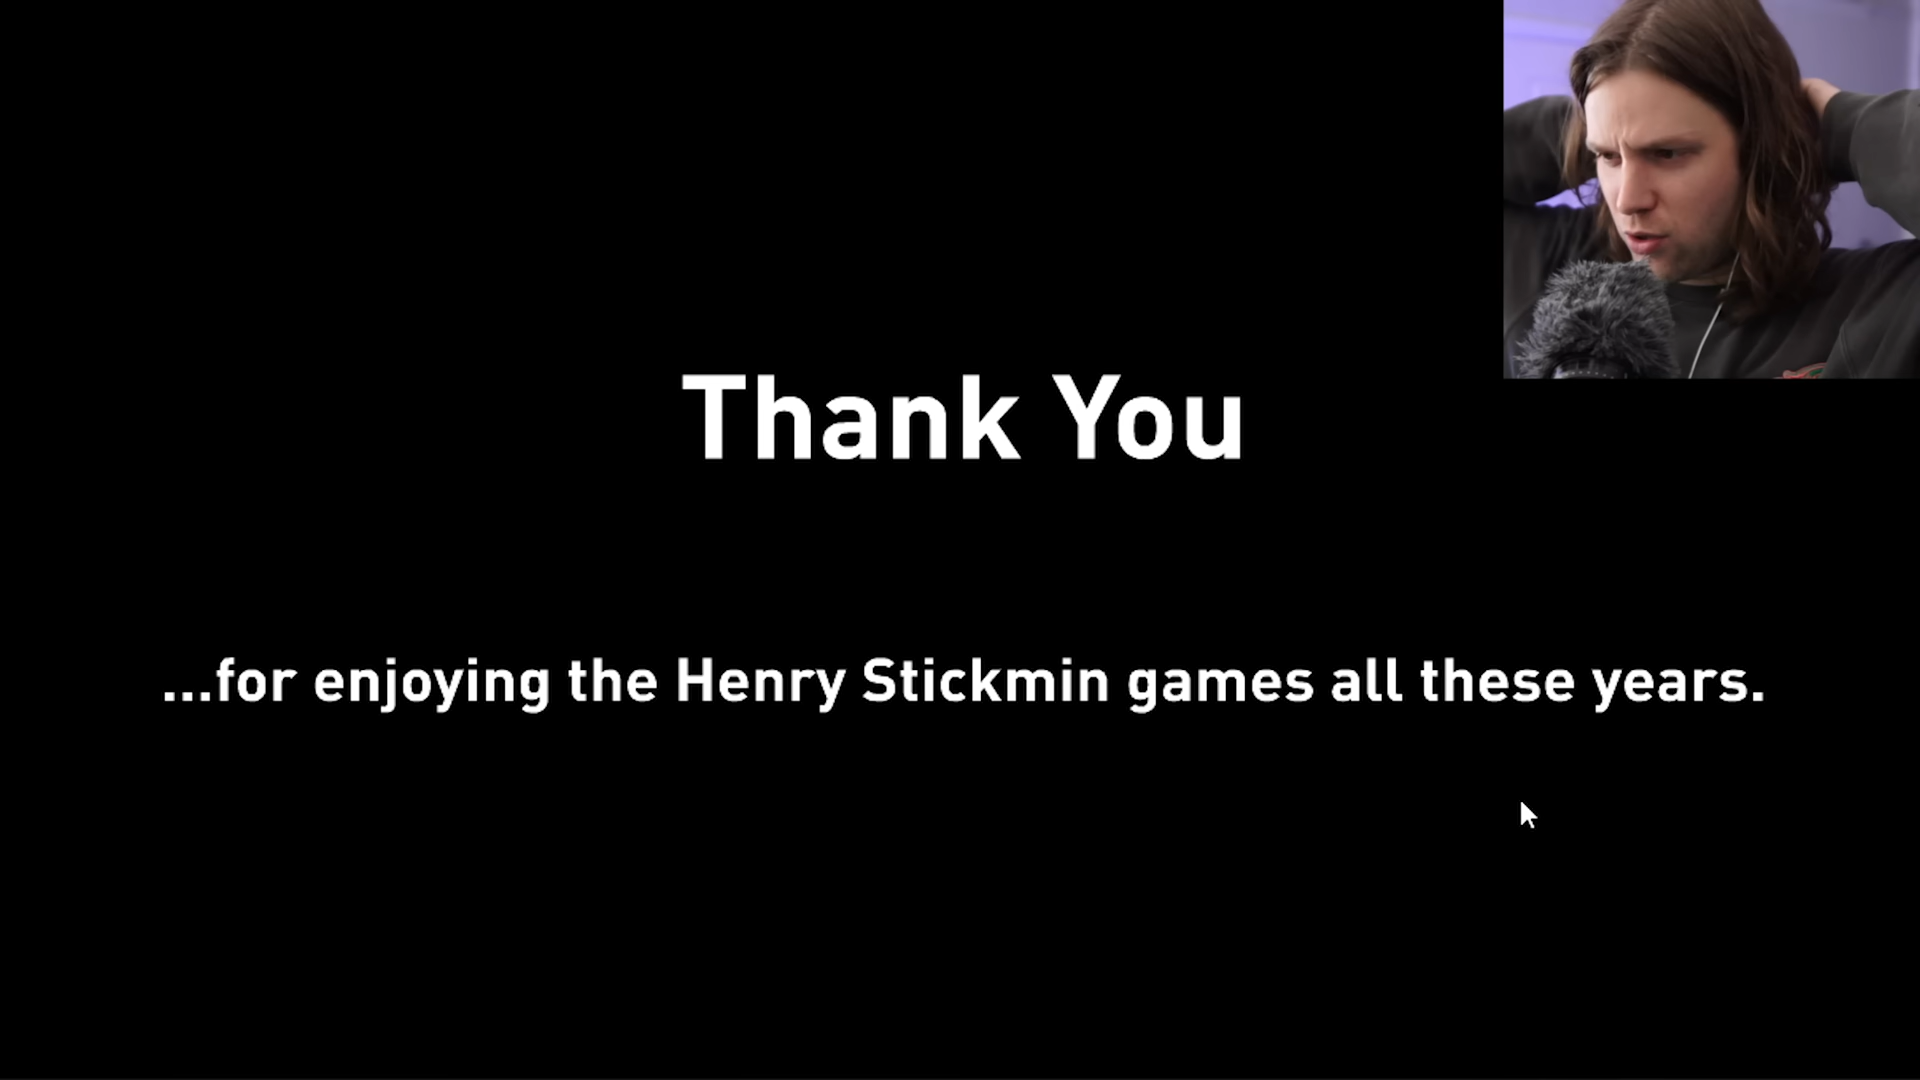 Thank You
...for enjoying the Henry Stickmin games all these years.